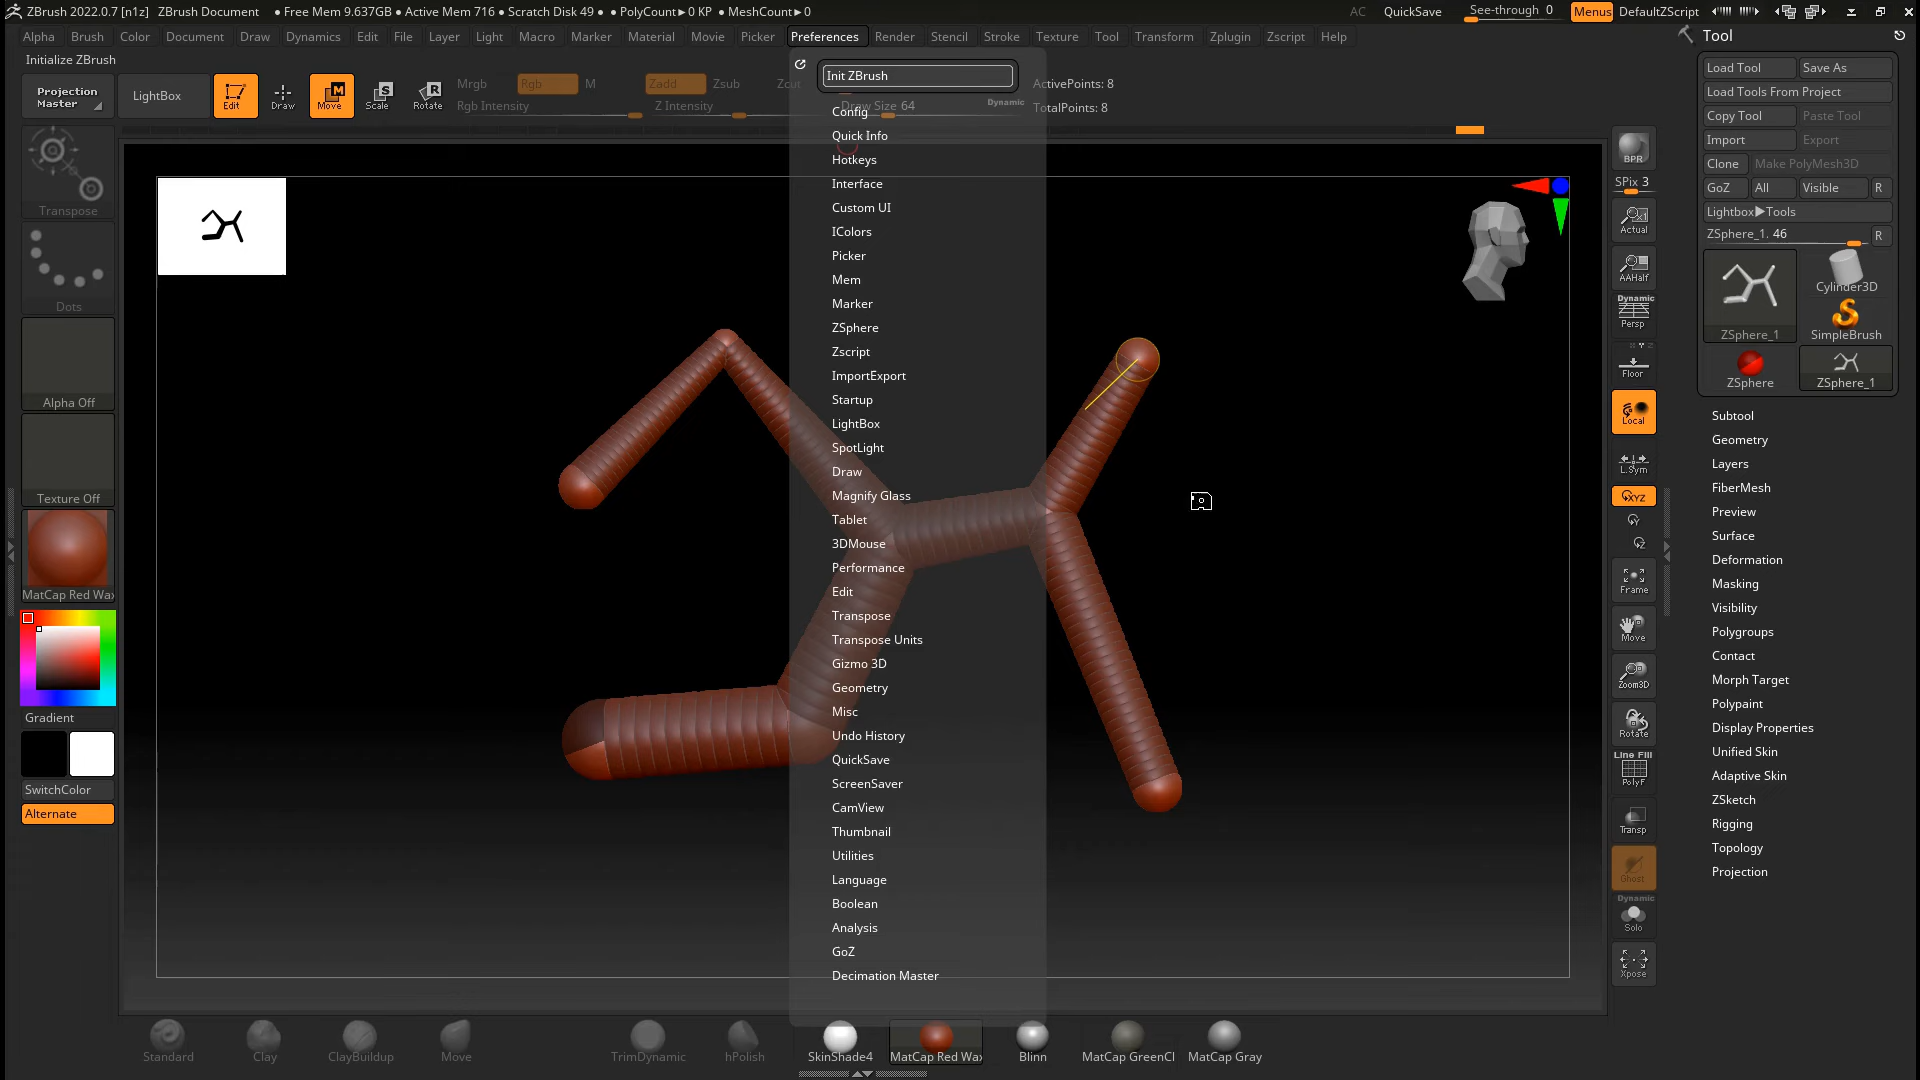 ZBrush 2022.0.7 [n1z] ZBrush Document ● Free Mem 9.637GB ● Active Mem 716 ● Scratch Disk 49 ● ● PolyCount► 0 KP ● MeshCount► 0 AC QuickSave See-through 0 Menus DefaultZScript
Alpha Brush Color Document Draw Dynamics Edit File Layer Light Macro Marker Material Movie Picker Preferences Render Stencil Stroke Texture Tool Transform Zplugin Zscript Help
Initialize ZBrush
Projection Master
LightBox
Edit
Draw
Move
Scale
Rotate
Mrgb Rgb M
Rgb Intensity
Zadd Zsub Zcut
Z Intensity
Draw Size 64
Dynamic
ActivePoints: 8
TotalPoints: 8
Transpose
Dots
Alpha Off
Texture Off
MatCap Red Wax
Gradient
SwitchColor
Alternate
Init ZBrush
Config
Quick Info
Hotkeys
Interface
Custom UI
IColors
Picker
Mem
Marker
ZSphere
Zscript
ImportExport
Startup
LightBox
SpotLight
Draw
Magnify Glass
Tablet
3DMouse
Performance
Edit
Transpose
Transpose Units
Gizmo 3D
Geometry
Misc
Undo History
QuickSave
ScreenSaver
CamView
Thumbnail
Utilities
Language
Boolean
Analysis
GoZ
Decimation Master
BPR
SPix 3
Actual
AAHalf
Dynamic
Persp
Floor
Local
L.Sym
XYZ
Y
Z
Frame
Move
Zoom3D
Rotate
Line Fill
PolyF
Transp
Ghost
Dynamic
Solo
Xpose
Tool
Load Tool Save As
Load Tools From Project
Copy Tool Paste Tool
Import Export
Clone Make PolyMesh3D
GoZ All Visible R
Lightbox►Tools
ZSphere_1. 46 R
ZSphere_1
Cylinder3D
SimpleBrush
ZSphere
ZSphere_1
Subtool
Geometry
Layers
FiberMesh
Preview
Surface
Deformation
Masking
Visibility
Polygroups
Contact
Morph Target
Polypaint
Display Properties
Unified Skin
Adaptive Skin
ZSketch
Rigging
Topology
Projection
Standard Clay ClayBuildup Move TrimDynamic hPolish SkinShade4 MatCap Red Wax Blinn MatCap GreenCl MatCap Gray